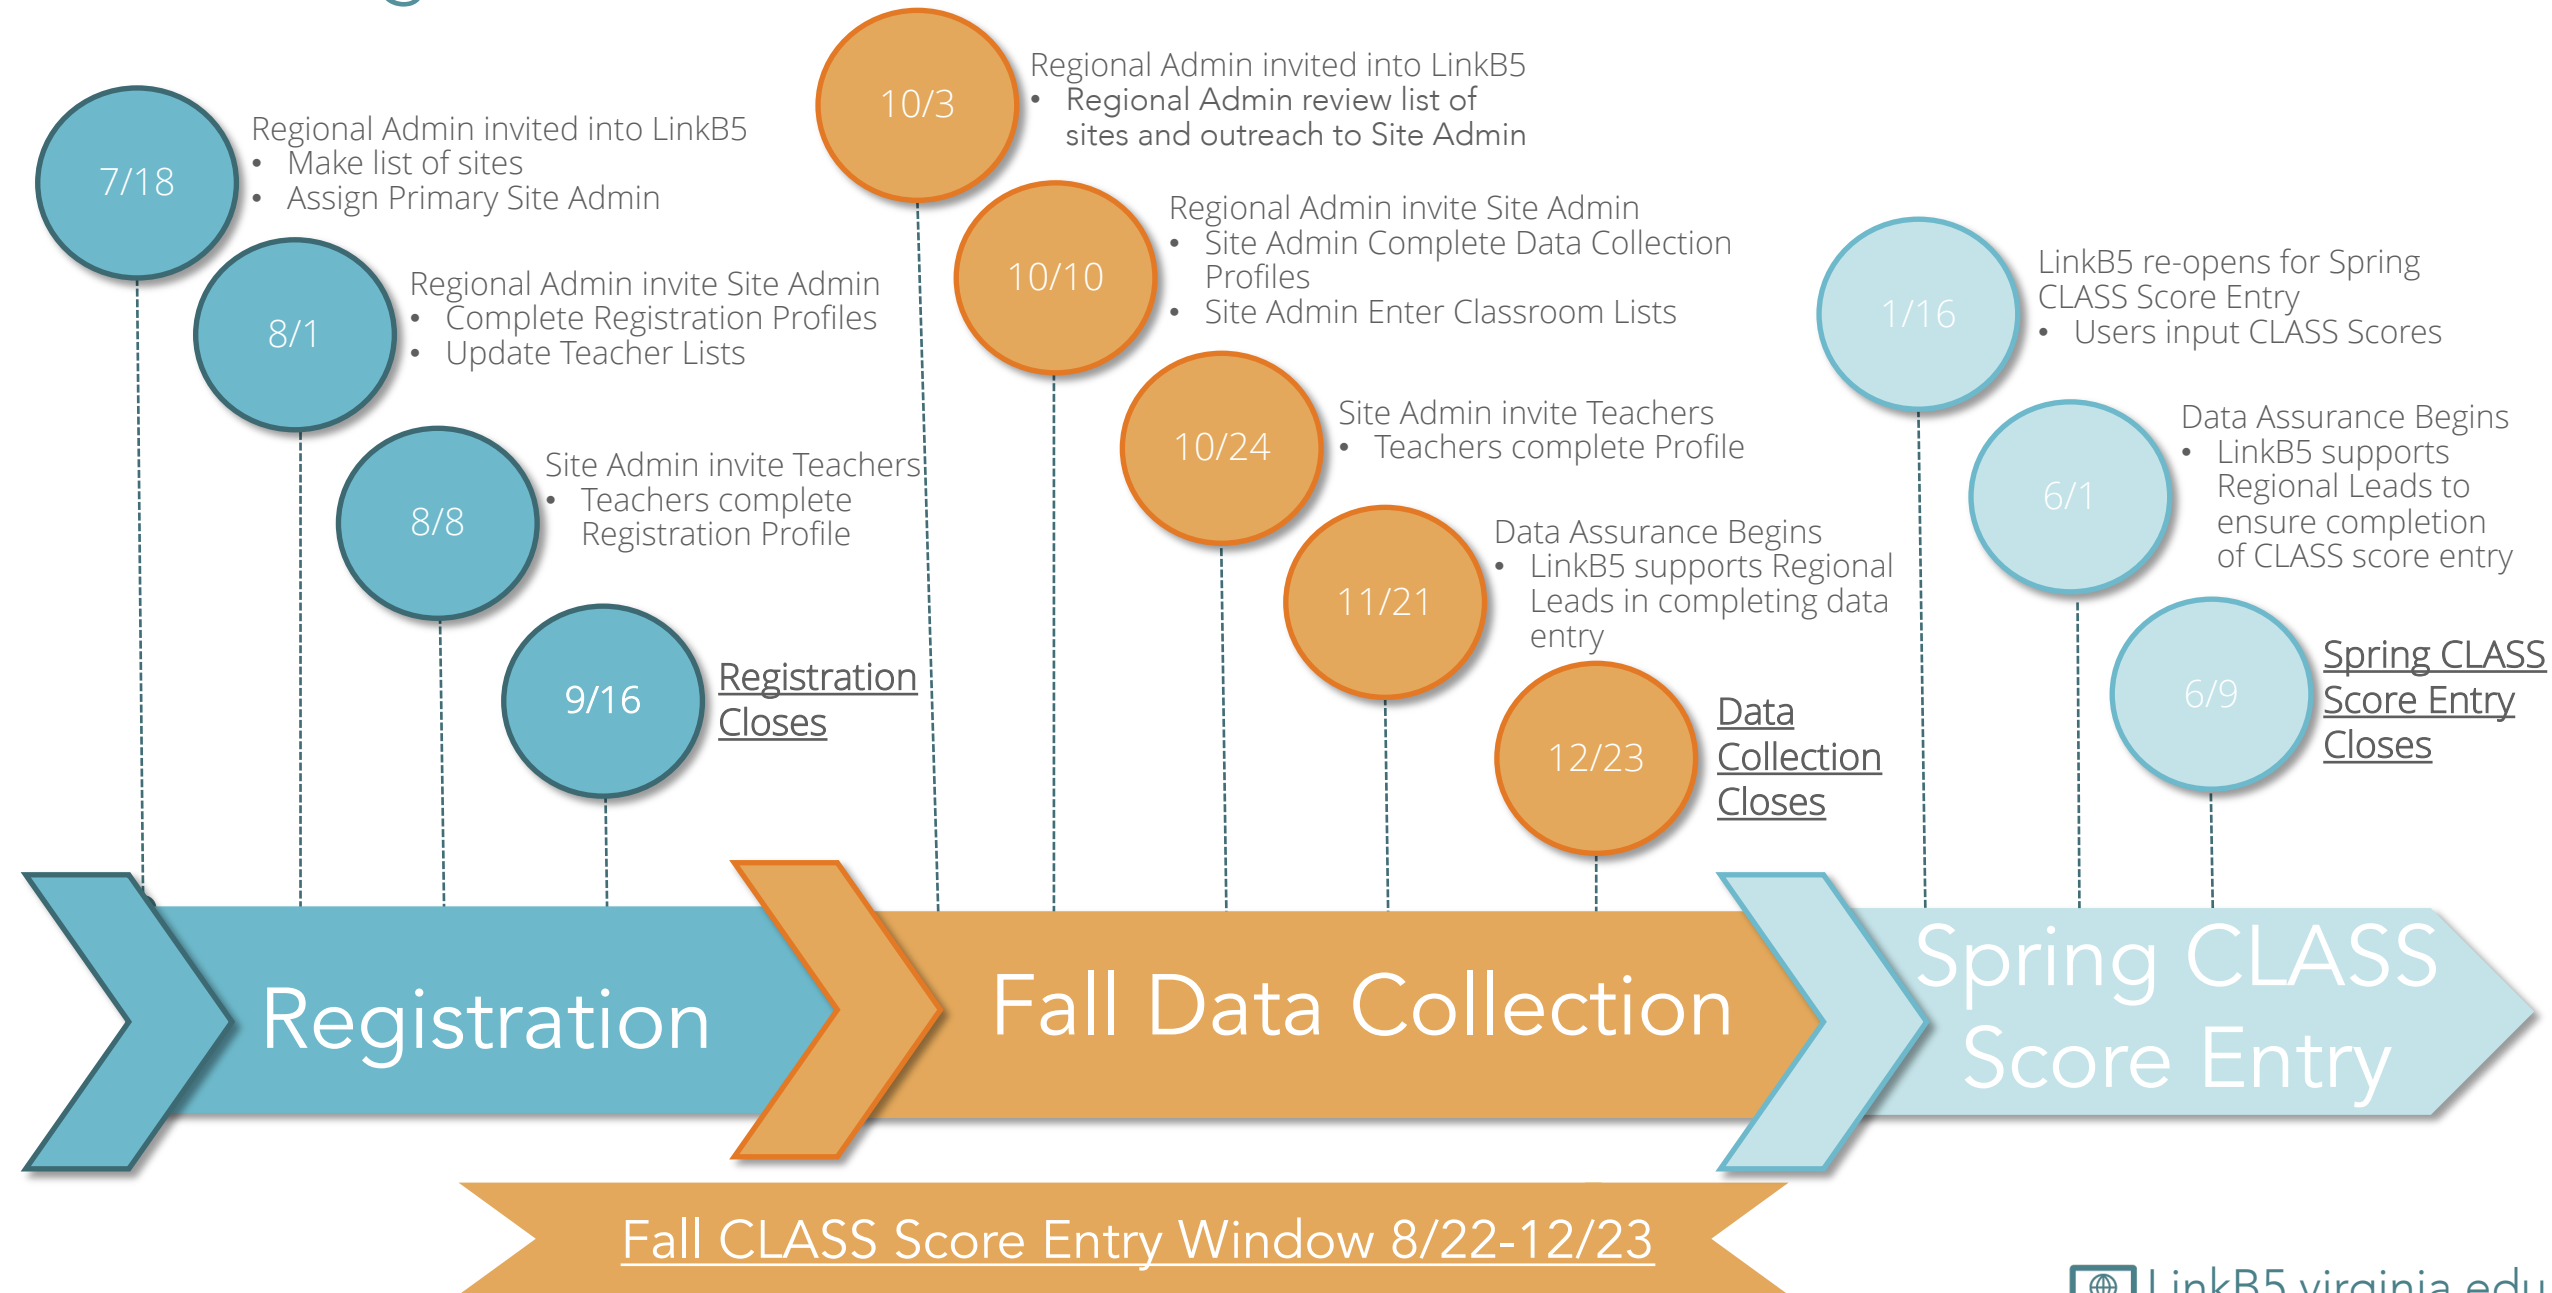 7/18
Regional Admin invited into LinkB5
• Make list of sites
• Assign Primary Site Admin
8/1
Regional Admin invite Site Admin
• Complete Registration Profiles
• Update Teacher Lists
8/8
Site Admin invite Teachers
• Teachers complete
Registration Profile
9/16
Registration
Closes
10/3
Regional Admin invited into LinkB5
• Regional Admin review list of
sites and outreach to Site Admin
10/10
Regional Admin invite Site Admin
• Site Admin Complete Data Collection
Profiles
• Site Admin Enter Classroom Lists
10/24
Site Admin invite Teachers
• Teachers complete Profile
11/21
Data Assurance Begins
• LinkB5 supports Regional
Leads in completing data
entry
12/23
Data
Collection
Closes
1/16
LinkB5 re-opens for Spring
CLASS Score Entry
• Users input CLASS Scores
6/1
Data Assurance Begins
• LinkB5 supports
Regional Leads to
ensure completion
of CLASS score entry
6/9
Spring CLASS
Score Entry
Closes
Registration
Fall Data Collection
Spring CLASS
Score Entry
Fall CLASS Score Entry Window 8/22-12/23
LinkB5.virginia.edu